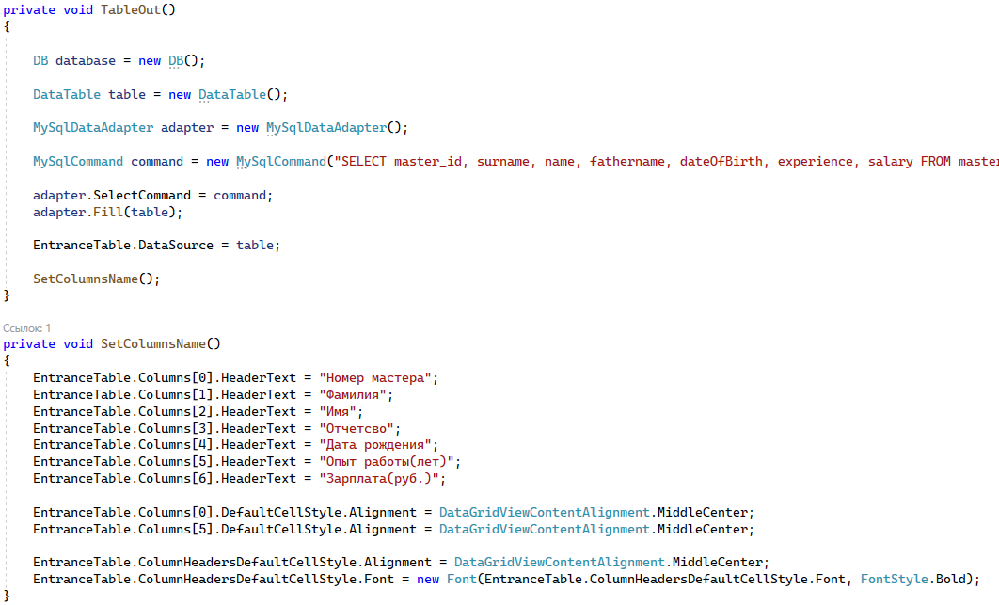 private void TableOut()
{
DB database = new DB();
DataTable table = new DataTable();
MySqlDataAdapter adapter = new MySqlDataAdapter();
MySqlCommand command = new MySqlCommand("SELECT master_id, surname, name, fathername, dateOfBirth, experience, salary FROM master
adapter.SelectCommand = command;
adapter.Fill(table);
EntranceTable.DataSource = table;
SetColumnsName();
}
Ссылок: 1
private void SetColumnsName()
{
EntranceTable.Columns[0].HeaderText = "Номер мастера";
EntranceTable.Columns[1].HeaderText = "Фамилия";
EntranceTable.Columns[2].HeaderText = "Имя";
EntranceTable.Columns[3].HeaderText = "Отчетсво";
EntranceTable.Columns[4].HeaderText = "Дата рождения";
EntranceTable.Columns[5].HeaderText = "Опыт работы(лет)";
EntranceTable.Columns[6].HeaderText = "Зарплата(руб.)";
EntranceTable.Columns[0].DefaultCellStyle.Alignment = DataGridViewContentAlignment.MiddleCenter;
EntranceTable.Columns[5].DefaultCellStyle.Alignment = DataGridViewContentAlignment.MiddleCenter;
EntranceTable.ColumnHeadersDefaultCellStyle.Alignment = DataGridViewContentAlignment.MiddleCenter;
EntranceTable.ColumnHeadersDefaultCellStyle.Font = new Font(EntranceTable.ColumnHeadersDefaultCellStyle.Font, FontStyle.Bold);
}